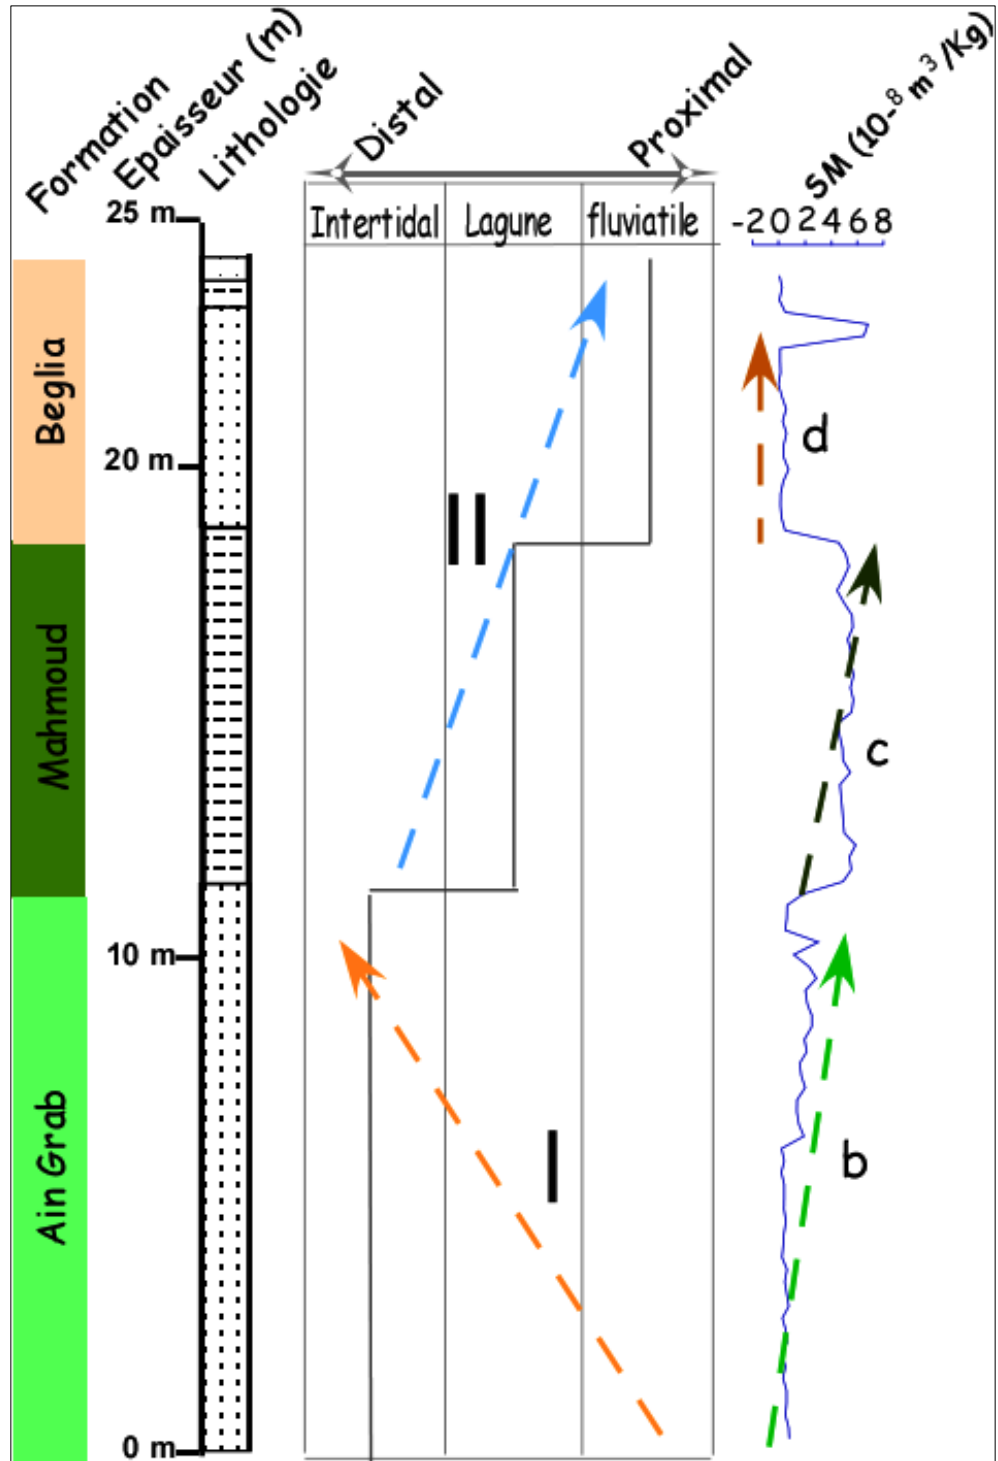 Formation
Epaisseur (m)
Lithologie
Distal
Proximal
SM (10-⁸ m³/Kg)
25 m
Intertidal
Lagune
fluviatile
-2 0 2 4 6 8
Beglia
20 m
d
II
Mahmoud
c
10 m
Ain Grab
I
b
0 m